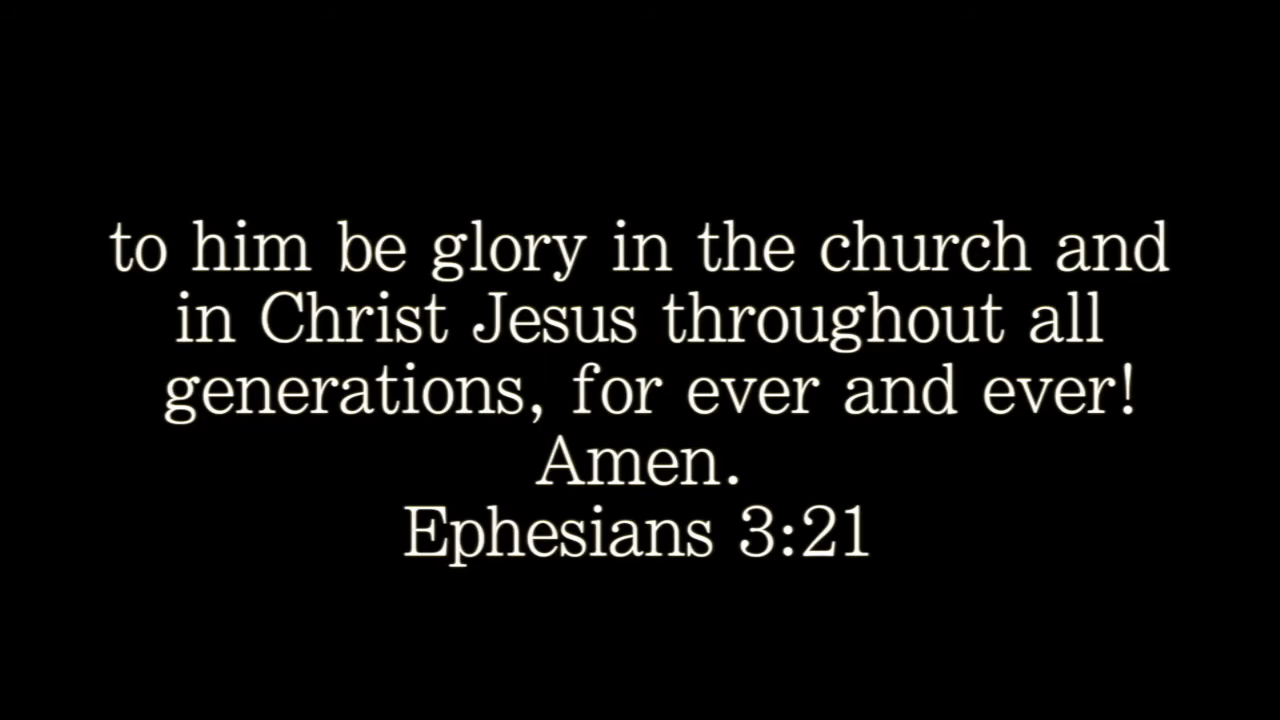 to him be glory in the church and
in Christ Jesus throughout all
generations, for ever and ever!
Amen.
Ephesians 3:21